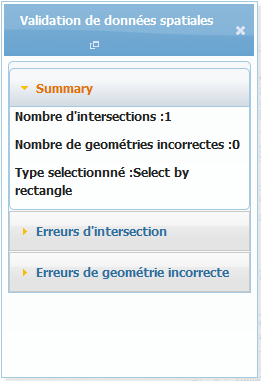 Validation de données spatiales
Summary
Nombre d'intersections :1
Nombre de geométries incorrectes :0
Type selectionnné :Select by
rectangle
Erreurs d'intersection
Erreurs de geométrie incorrecte